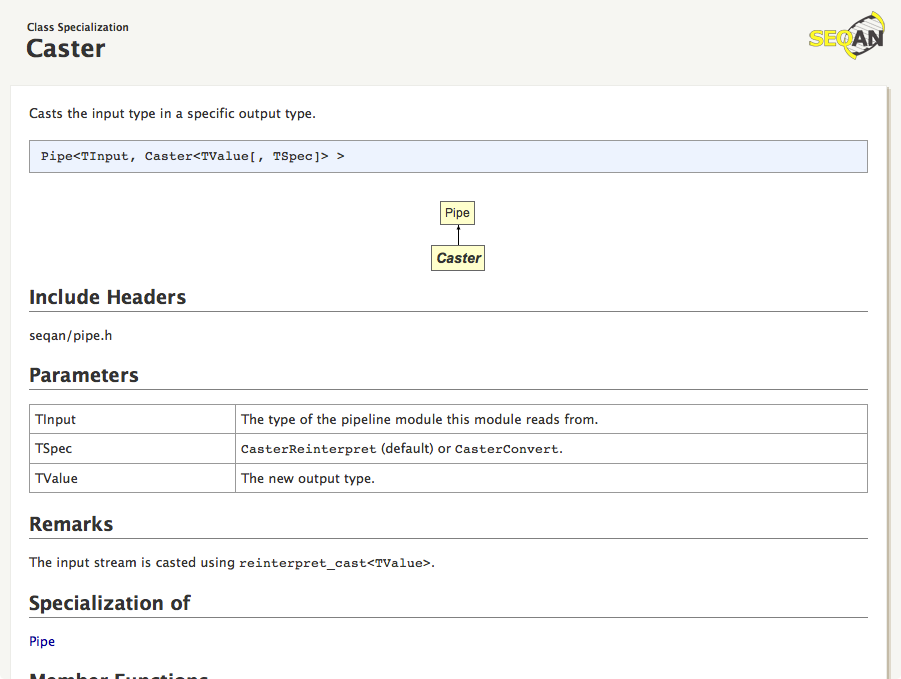 Class Specialization
Caster
SEQAN
Casts the input type in a specific output type.
Pipe<TInput, Caster<TValue[, TSpec]> >
Pipe
Caster
Include Headers
seqan/pipe.h
Parameters
TInput The type of the pipeline module this module reads from.
TSpec CasterReinterpret (default) or CasterConvert.
TValue The new output type.
Remarks
The input stream is casted using reinterpret_cast<TValue>.
Specialization of
Pipe
Member Functions